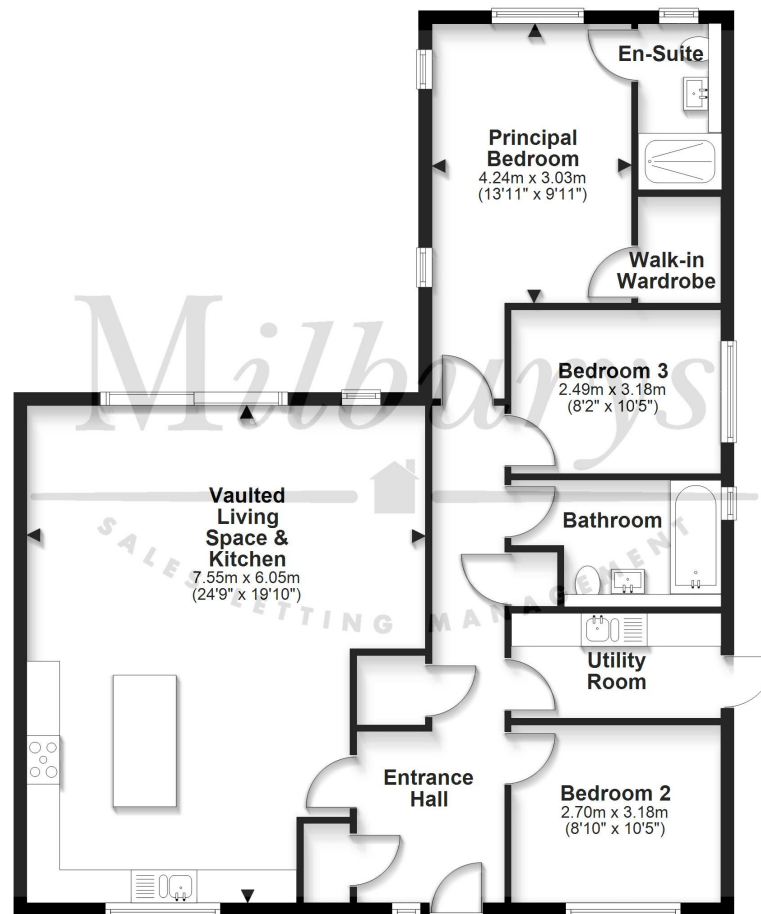 En-Suite
Principal
Bedroom
4.24m x 3.03m
(13'11" x 9'11")
Walk-in
Wardrobe
Milburys
SALES LETTING MANAGEMENT
Bedroom 3
2.49m x 3.18m
(8'2" x 10'5")
Vaulted
Living
Space &
Kitchen
7.55m x 6.05m
(24'9" x 19'10")
Bathroom
Utility
Room
Entrance
Hall
Bedroom 2
2.70m x 3.18m
(8'10" x 10'5")